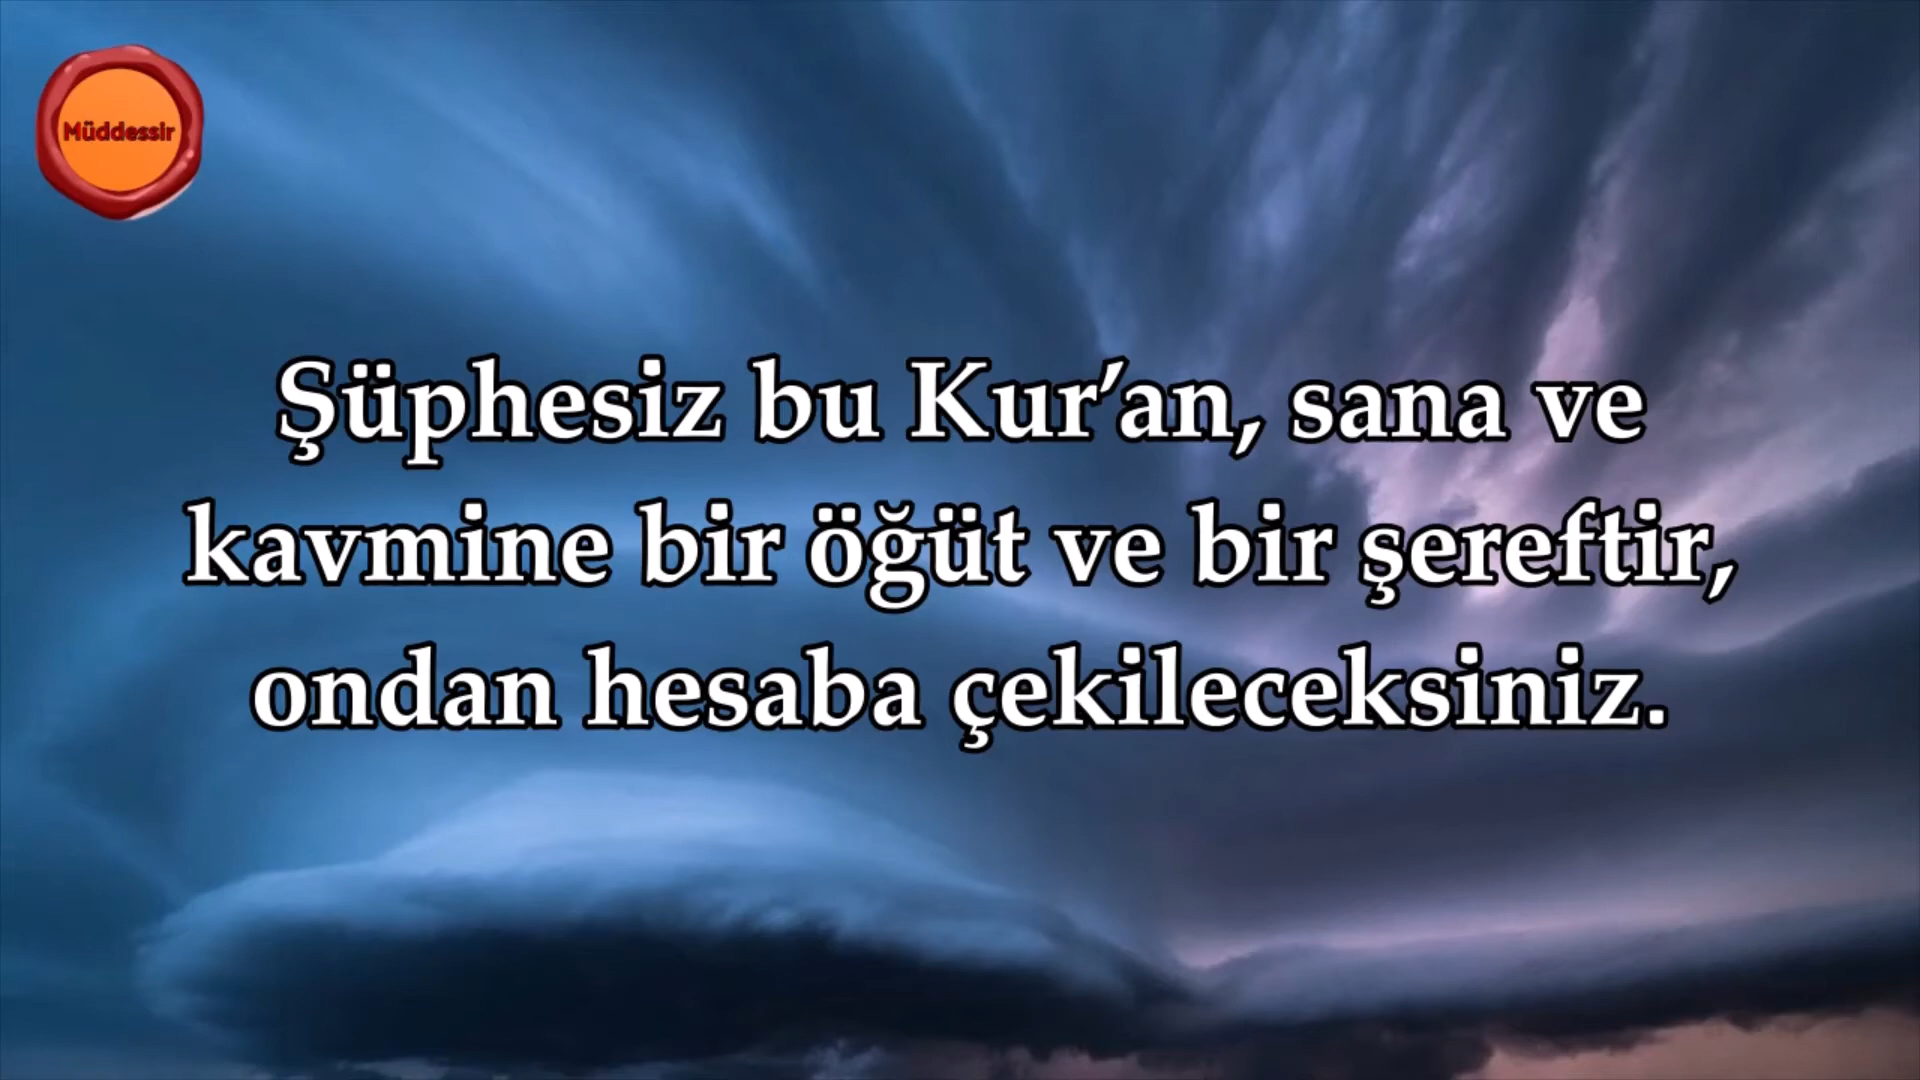 Müddessir
Şüphesiz bu Kur’an, sana ve
kavmine bir öğüt ve bir şereftir,
ondan hesaba çekileceksiniz.